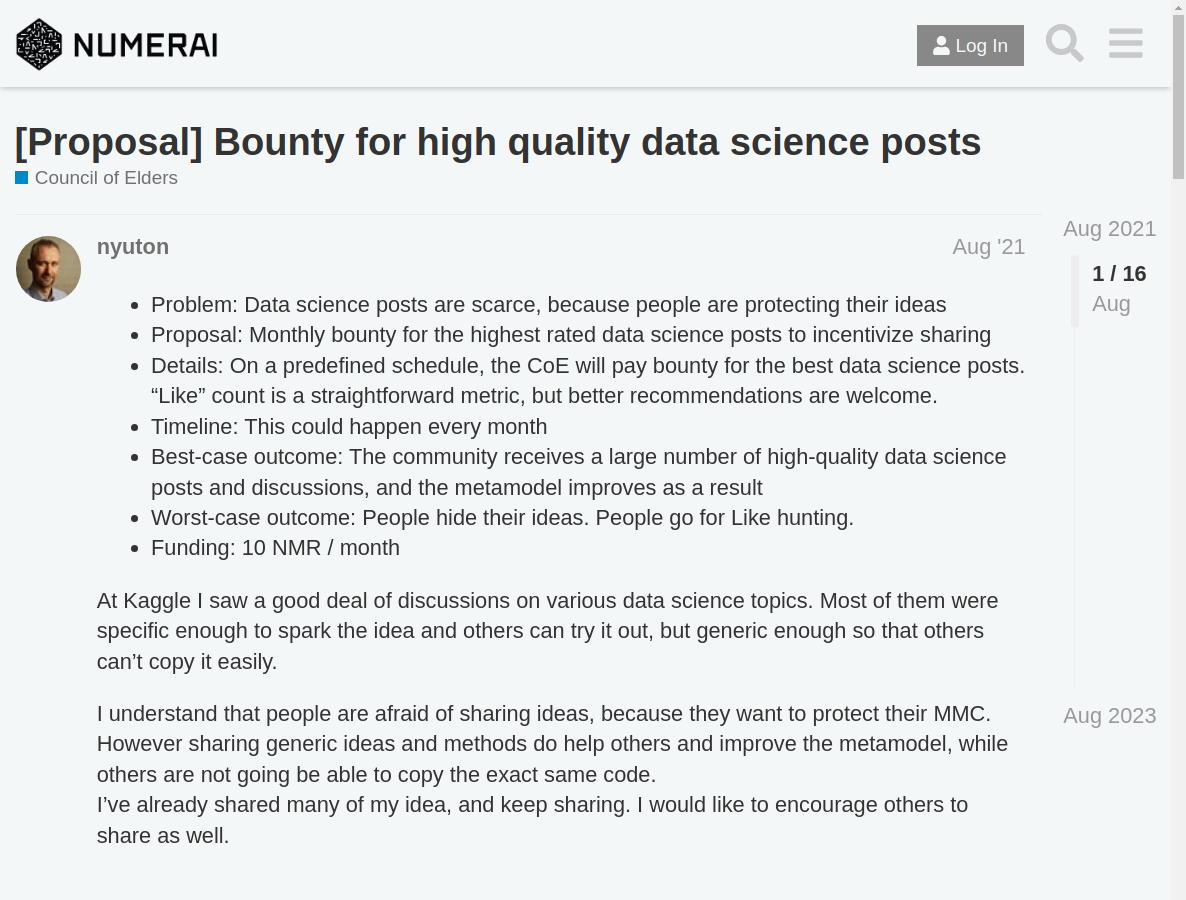 NUMERAI
Log In
[Proposal] Bounty for high quality data science posts
Council of Elders
nyuton
Aug '21
Aug 2021
1 / 16
Aug
Problem: Data science posts are scarce, because people are protecting their ideas
Proposal: Monthly bounty for the highest rated data science posts to incentivize sharing
Details: On a predefined schedule, the CoE will pay bounty for the best data science posts.
“Like” count is a straightforward metric, but better recommendations are welcome.
Timeline: This could happen every month
Best-case outcome: The community receives a large number of high-quality data science
posts and discussions, and the metamodel improves as a result
Worst-case outcome: People hide their ideas. People go for Like hunting.
Funding: 10 NMR / month
At Kaggle I saw a good deal of discussions on various data science topics. Most of them were
specific enough to spark the idea and others can try it out, but generic enough so that others
can’t copy it easily.
I understand that people are afraid of sharing ideas, because they want to protect their MMC.
However sharing generic ideas and methods do help others and improve the metamodel, while
others are not going be able to copy the exact same code.
I’ve already shared many of my idea, and keep sharing. I would like to encourage others to
share as well.
Aug 2023